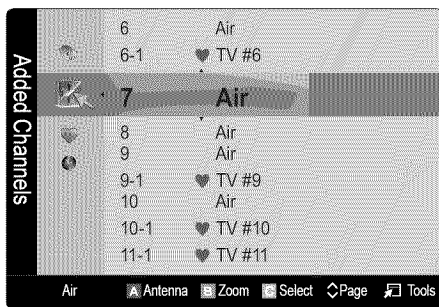 Added Channels
6 Air
6-1 ♥ TV #6
7 Air
8 Air
9 Air
9-1 ♥ TV #9
10 Air
10-1 ♥ TV #10
11-1 ♥ TV #11
Air A Antenna B Zoom C Select Page Tools